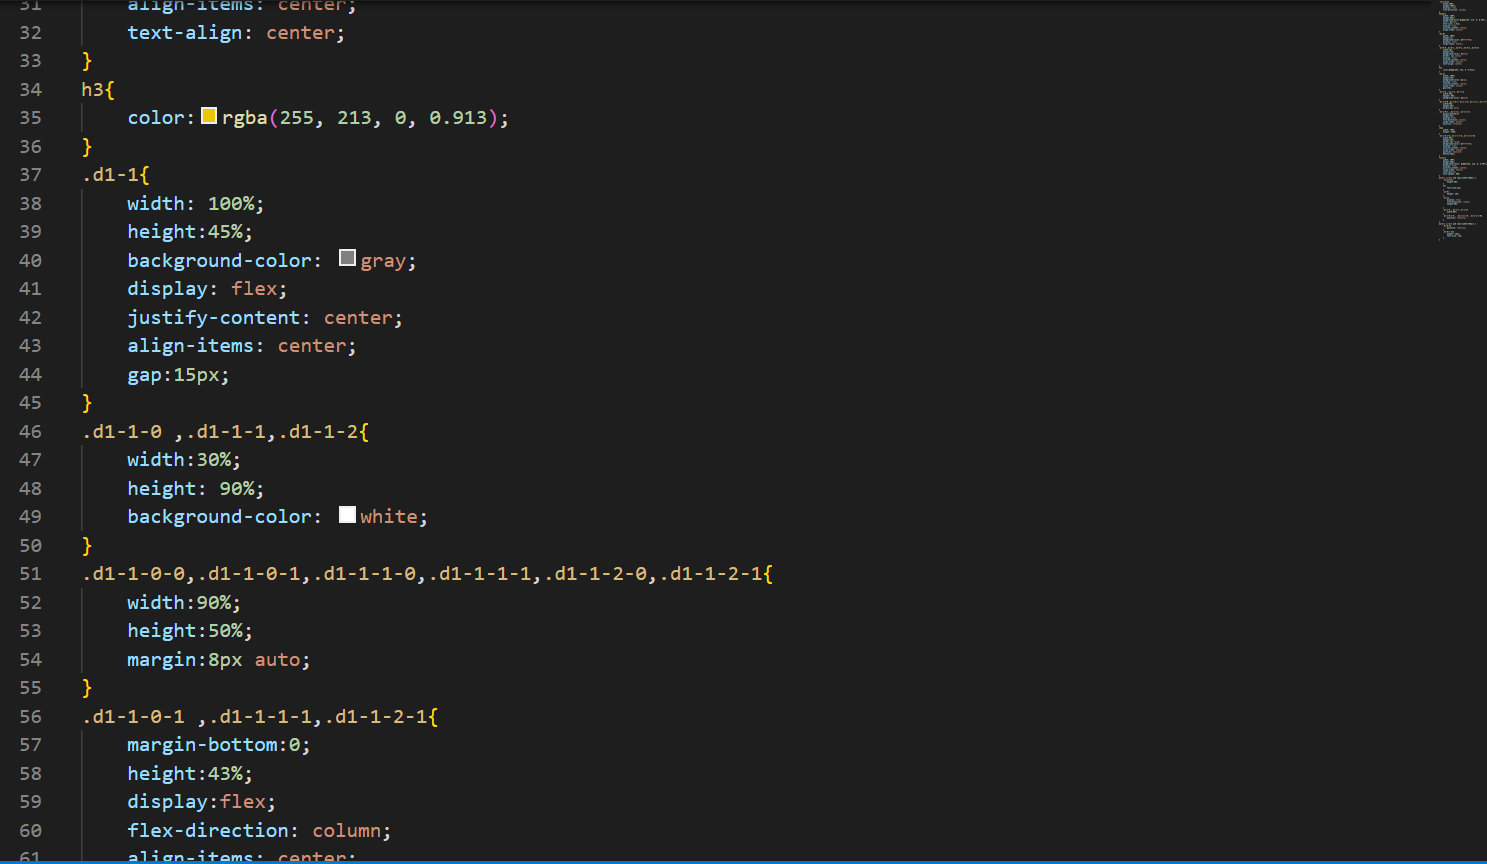 31 align-items: center;
32 text-align: center;
33 }
34 h3{
35 color: rgba(255, 213, 0, 0.913);
36 }
37 .d1-1{
38 width: 100%;
39 height:45%;
40 background-color: gray;
41 display: flex;
42 justify-content: center;
43 align-items: center;
44 gap:15px;
45 }
46 .d1-1-0 ,.d1-1-1,.d1-1-2{
47 width:30%;
48 height: 90%;
49 background-color: white;
50 }
51 .d1-1-0-0,.d1-1-0-1,.d1-1-1-0,.d1-1-1-1,.d1-1-2-0,.d1-1-2-1{
52 width:90%;
53 height:50%;
54 margin:8px auto;
55 }
56 .d1-1-0-1 ,.d1-1-1-1,.d1-1-2-1{
57 margin-bottom:0;
58 height:43%;
59 display:flex;
60 flex-direction: column;
61 align-items: center;